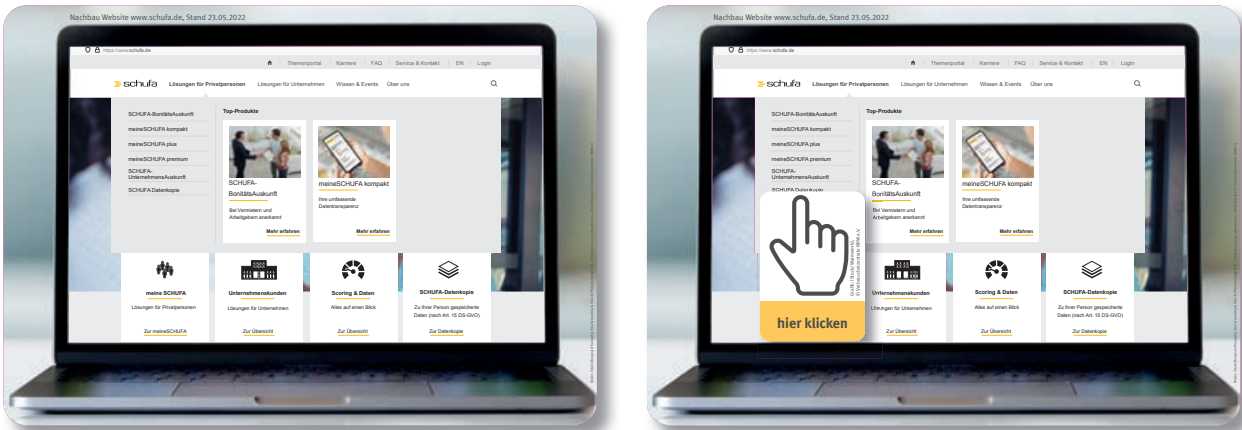 Nachbau Website www.schufa.de, Stand 23.05.2022
https://www.schufa.de
Themenportal
Karriere
FAQ
Service & Kontakt
EN
Login
schufa
Lösungen für Privatpersonen
Lösungen für Unternehmen
Wissen & Events
Über uns
SCHUFA-BonitätsAuskunft
meineSCHUFA kompakt
meineSCHUFA plus
meineSCHUFA premium
SCHUFA-
UnternehmensAuskunft
SCHUFA Datenkopie
Top-Produkte
SCHUFA-
BonitätsAuskunft
Bei Vermietern und
Arbeitgebern anerkannt
Mehr erfahren
meineSCHUFA kompakt
Ihre umfassende
Datentransparenz
Mehr erfahren
meine SCHUFA
Lösungen für Privatpersonen
Zur meineSCHUFA
Unternehmenskunden
Lösungen für Unternehmen
Zur Übersicht
Scoring & Daten
Alles auf einen Blick
Zur Übersicht
SCHUFA-Datenkopie
Zu Ihrer Person gespeicherte
Daten (nach Art. 15 DS-GVO)
Zur Datenkopie
Nachbau Website www.schufa.de, Stand 23.05.2022
https://www.schufa.de
Themenportal
Karriere
FAQ
Service & Kontakt
EN
Login
schufa
Lösungen für Privatpersonen
Lösungen für Unternehmen
Wissen & Events
Über uns
SCHUFA-BonitätsAuskunft
meineSCHUFA kompakt
meineSCHUFA plus
meineSCHUFA premium
SCHUFA-
UnternehmensAuskunft
SCHUFA Datenkopie
Top-Produkte
SCHUFA-
BonitätsAuskunft
Bei Vermietern und
Arbeitgebern anerkannt
Mehr erfahren
meineSCHUFA kompakt
Ihre umfassende
Datentransparenz
Mehr erfahren
hier klicken
Unternehmenskunden
Lösungen für Unternehmen
Zur Übersicht
Scoring & Daten
Alles auf einen Blick
Zur Übersicht
SCHUFA-Datenkopie
Zu Ihrer Person gespeicherte
Daten (nach Art. 15 DS-GVO)
Zur Datenkopie